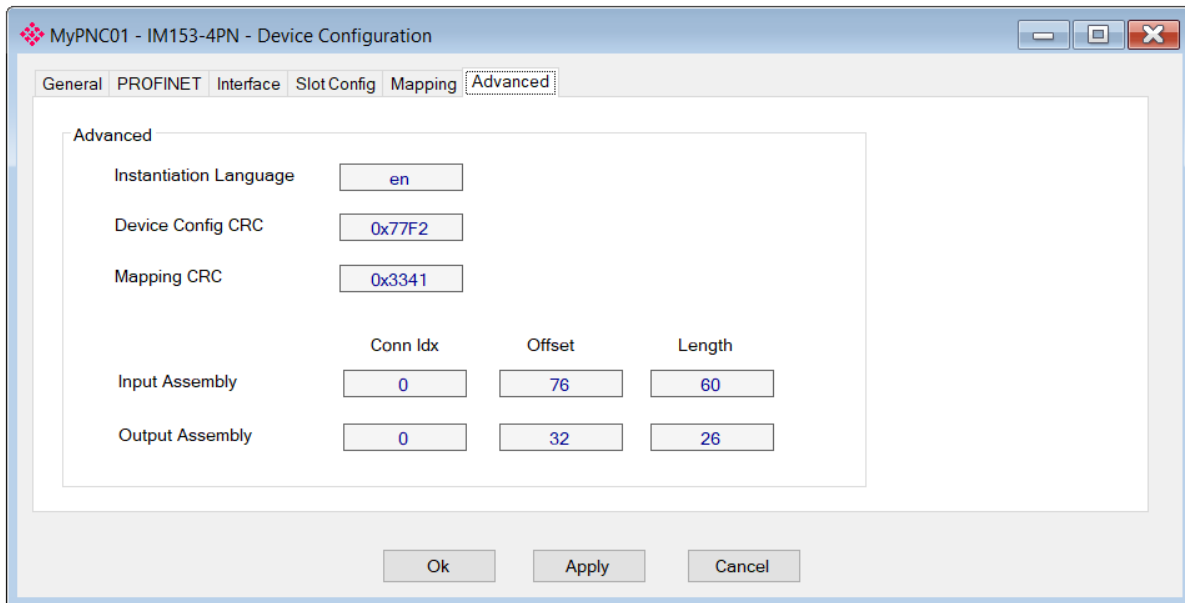 MyPNC01 - IM153-4PN - Device Configuration
General PROFINET Interface Slot Config Mapping Advanced
Advanced
Instantiation Language en
Device Config CRC 0x77F2
Mapping CRC 0x3341
Conn Idx Offset Length
Input Assembly 0 76 60
Output Assembly 0 32 26
Ok Apply Cancel